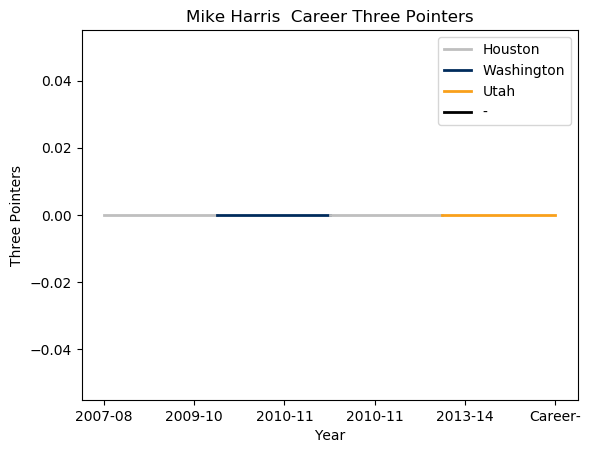 Mike Harris  Career Three Pointers
Houston
Washington
Utah
-
Three Pointers
0.04
0.02
0.00
−0.02
−0.04
2007-08 2009-10 2010-11 2010-11 2013-14 Career-
Year